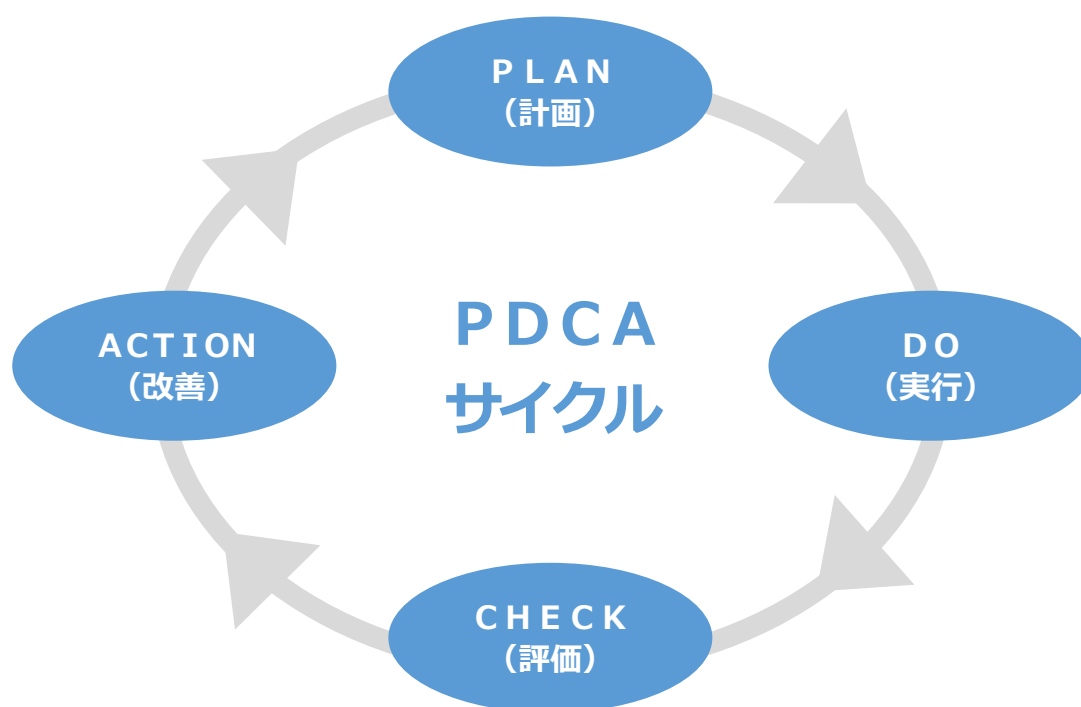 PLAN
(計画)
PDCA
サイクル
ACTION
(改善)
DO
(実行)
CHECK
(評価)